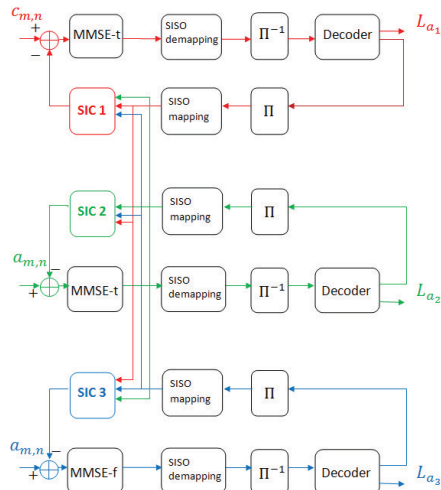 c_{m,n} + MMSE-t SISO demapping Π⁻¹ Decoder L_{a_1}
−
SIC 1 SISO mapping Π
SIC 2 SISO mapping Π
a_{m,n} −
+ MMSE-t SISO demapping Π⁻¹ Decoder L_{a_2}
SIC 3 SISO mapping Π
a_{m,n} −
+ MMSE-f SISO demapping Π⁻¹ Decoder L_{a_3}